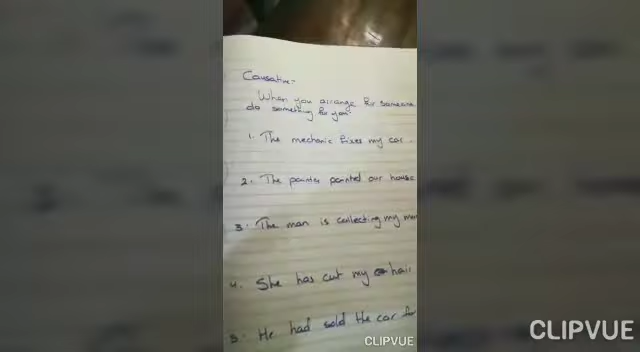 Causative-
When you arrange for someone
do something for you.
1. The mechanic fixes my car.
2. The painter painted our house
3. The man is collecting my
4. She has cut my hair
5. He had sold the car for
CLIPVUE
CLIPVUE